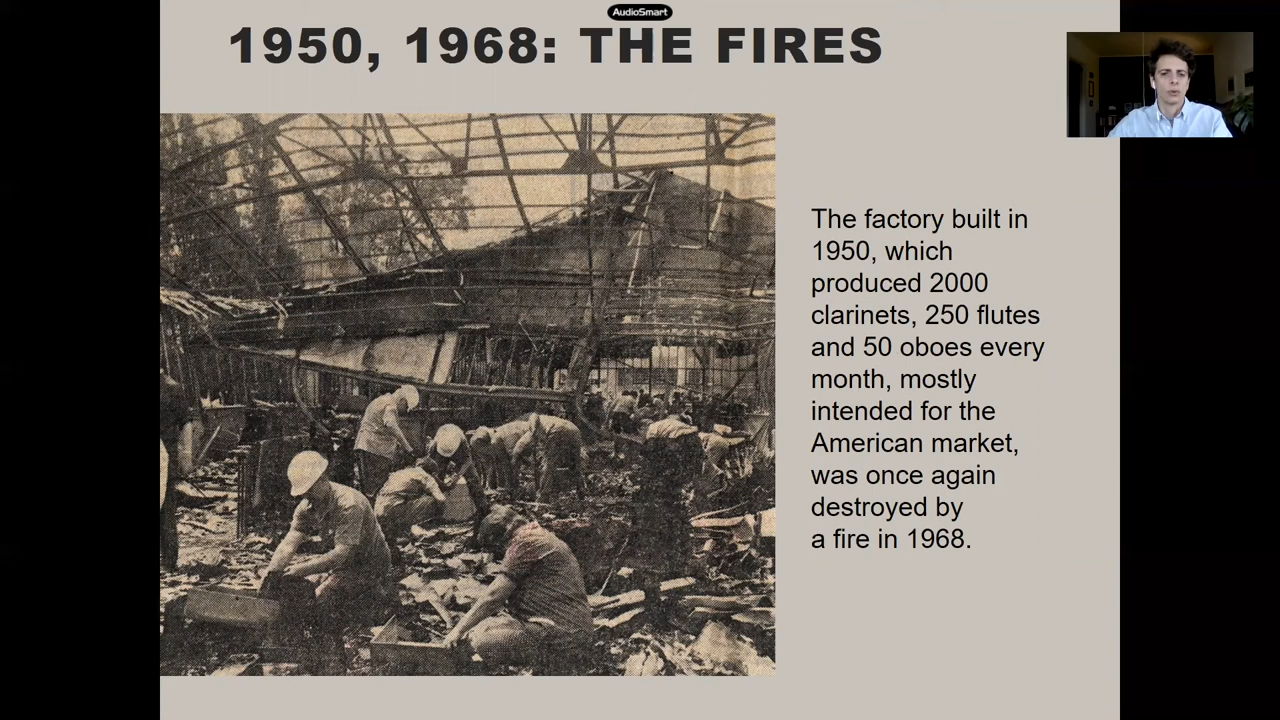 AudioSmart
1950, 1968: THE FIRES
The factory built in
1950, which
produced 2000
clarinets, 250 flutes
and 50 oboes every
month, mostly
intended for the
American market,
was once again
destroyed by
a fire in 1968.